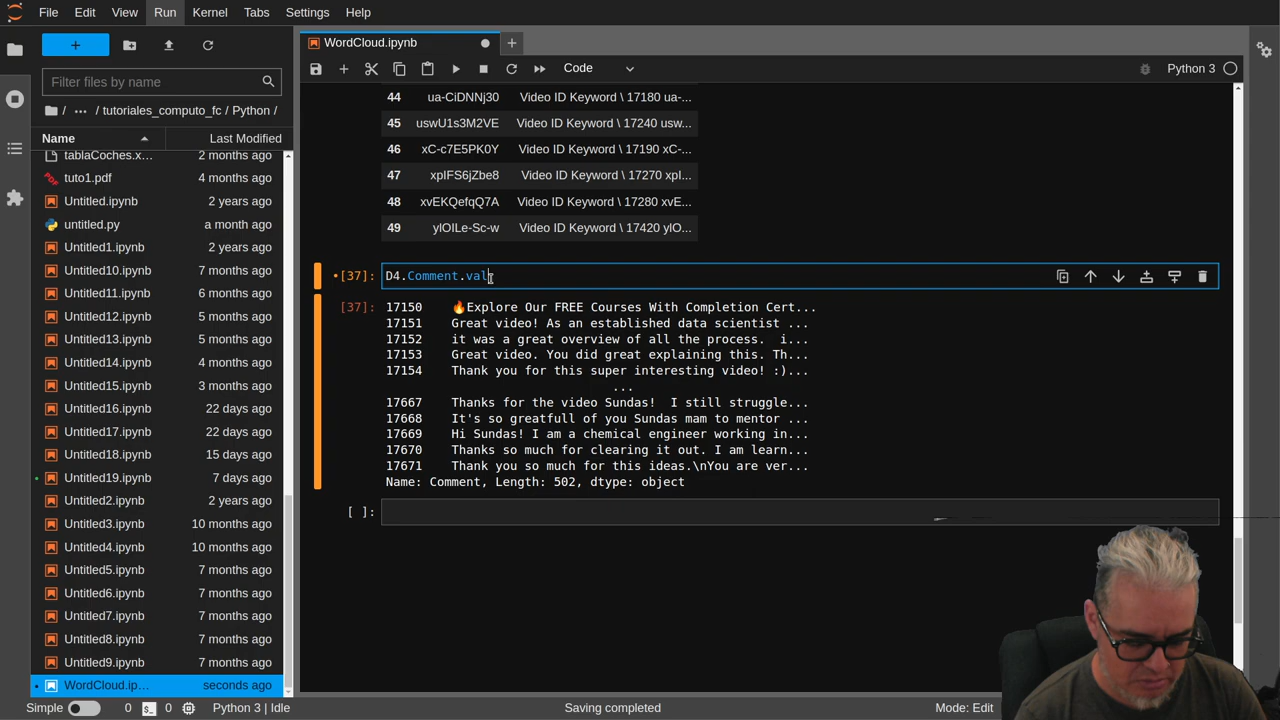 File Edit View Run Kernel Tabs Settings Help
WordCloud.ipynb
Filter files by name
/ ... / tutoriales_computo_fc / Python /
Name Last Modified
tablaCoches.x… 2 months ago
tuto1.pdf 4 months ago
Untitled.ipynb 2 years ago
untitled.py a month ago
Untitled1.ipynb 2 years ago
Untitled10.ipynb 7 months ago
Untitled11.ipynb 6 months ago
Untitled12.ipynb 5 months ago
Untitled13.ipynb 5 months ago
Untitled14.ipynb 4 months ago
Untitled15.ipynb 3 months ago
Untitled16.ipynb 22 days ago
Untitled17.ipynb 22 days ago
Untitled18.ipynb 15 days ago
Untitled19.ipynb 7 days ago
Untitled2.ipynb 2 years ago
Untitled3.ipynb 10 months ago
Untitled4.ipynb 10 months ago
Untitled5.ipynb 7 months ago
Untitled6.ipynb 7 months ago
Untitled7.ipynb 7 months ago
Untitled8.ipynb 7 months ago
Untitled9.ipynb 7 months ago
WordCloud.ip… seconds ago
Code
Python 3
44 ua-CiDNNj30 Video ID Keyword \ 17180 ua-...
45 uswU1s3M2VE Video ID Keyword \ 17240 usw...
46 xC-c7E5PK0Y Video ID Keyword \ 17190 xC-...
47 xpIFS6jZbe8 Video ID Keyword \ 17270 xpI...
48 xvEKQefqQ7A Video ID Keyword \ 17280 xvE...
49 ylOILe-Sc-w Video ID Keyword \ 17420 ylO...
[37]: D4.Comment.val
[37]: 17150 🔥Explore Our FREE Courses With Completion Cert...
17151 Great video! As an established data scientist ...
17152 it was a great overview of all the process. i...
17153 Great video. You did great explaining this. Th...
17154 Thank you for this super interesting video! :)...
...
17667 Thanks for the video Sundas! I still struggle...
17668 It's so greatfull of you Sundas mam to mentor ...
17669 Hi Sundas! I am a chemical engineer working in...
17670 Thanks so much for clearing it out. I am learn...
17671 Thank you so much for this ideas.\nYou are ver...
Name: Comment, Length: 502, dtype: object
[ ]:
Simple 0 $_ 0 Python 3 | Idle Saving completed Mode: Edit